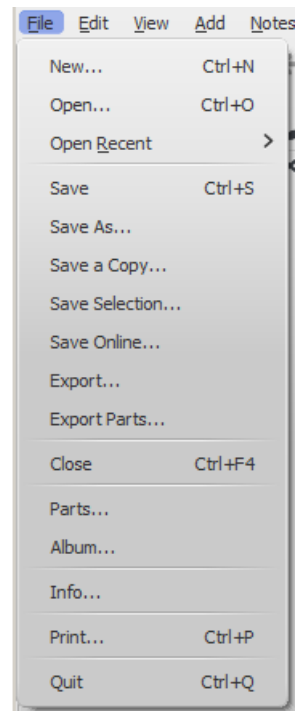 File Edit View Add Notes
New... Ctrl+N
Open... Ctrl+O
Open Recent >
Save Ctrl+S
Save As...
Save a Copy...
Save Selection...
Save Online...
Export...
Export Parts...
Close Ctrl+F4
Parts...
Album...
Info...
Print... Ctrl+P
Quit Ctrl+Q